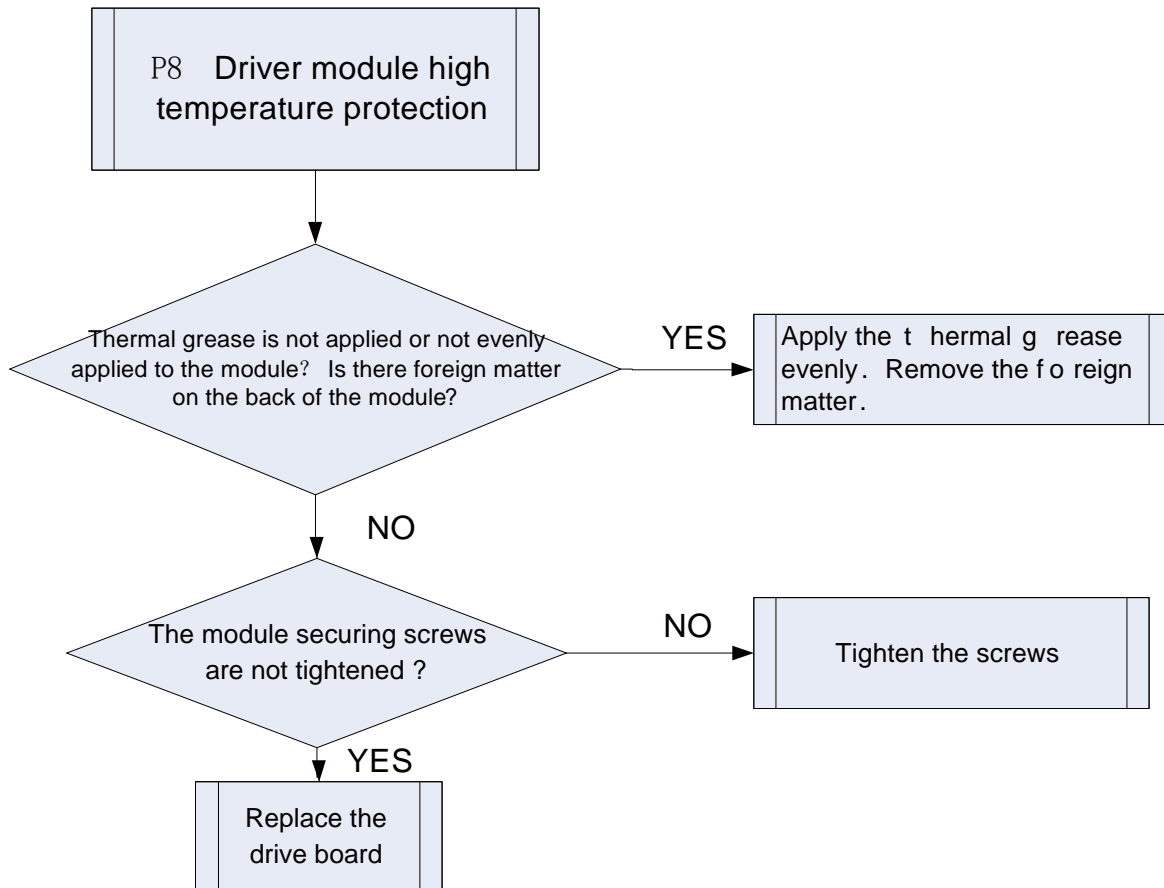 P8 Driver module high
temperature protection
Thermal grease is not applied or not evenly
applied to the module? Is there foreign matter
on the back of the module?
YES
Apply the t hermal g rease
evenly. Remove the f o reign
matter.
NO
The module securing screws
are not tightened ?
NO
Tighten the screws
YES
Replace the
drive board